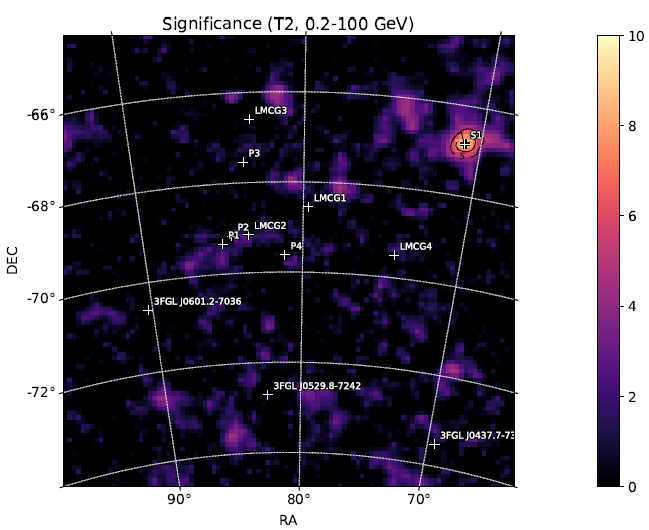 Significance (T2, 0.2-100 GeV)
10
-66°
LMCG3
S1
8
P3
-68°
LMCG1
6
P2
LMCG2
P1
P4
LMCG4
DEC
-70°
3FGL J0601.2-7036
4
-72°
3FGL J0529.8-7242
2
3FGL J0437.7-73
0
90°
80°
70°
RA